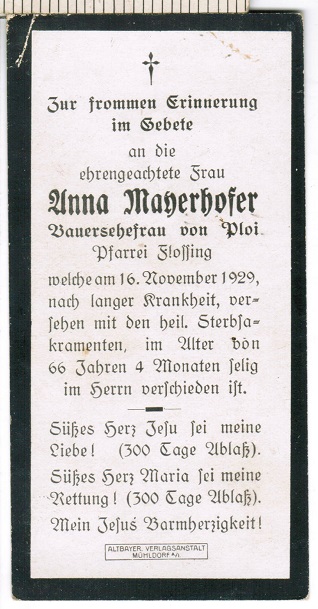 Zur frommen Erinnerung
im Gebete
an die
ehrengeachtete Frau
Anna Mayerhofer
Bauersehefrau von Ploi
Pfarrei Flossing
welche am 16. November 1929,
nach langer Krankheit, ver-
sehen mit den heil. Sterbsa-
kramenten, im Alter von
66 Jahren 4 Monaten selig
im Herrn verschieden ist.
Süßes Herz Jesu sei meine
Liebe! (300 Tage Ablaß).
Süßes Herz Maria sei meine
Rettung! (300 Tage Ablaß).
Mein Jesus Barmherzigkeit!
ALTBAYER. VERLAGSANSTALT
MÜHLDORF a/I.